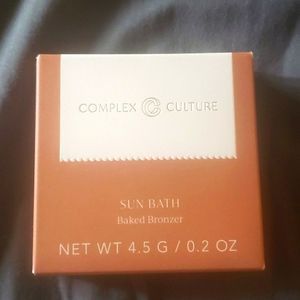 COMPLEX C CULTURE
SUN BATH
Baked Bronzer
NET WT 4.5 G / 0.2 OZ